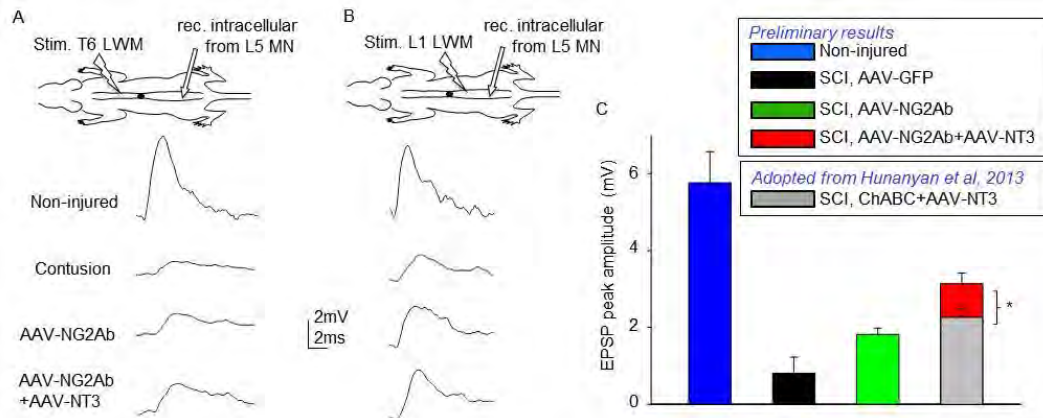 A
Stim. T6 LWM
rec. intracellular
from L5 MN
B
Stim. L1 LWM
rec. intracellular
from L5 MN
Non-injured
Contusion
AAV-NG2Ab
AAV-NG2Ab
+AAV-NT3
2mV
2ms
C
Preliminary results
Non-injured
SCI, AAV-GFP
SCI, AAV-NG2Ab
SCI, AAV-NG2Ab+AAV-NT3
Adopted from Hunanyan et al, 2013
SCI, ChABC+AAV-NT3
EPSP peak amplitude (mV)
6
4
2
0
*